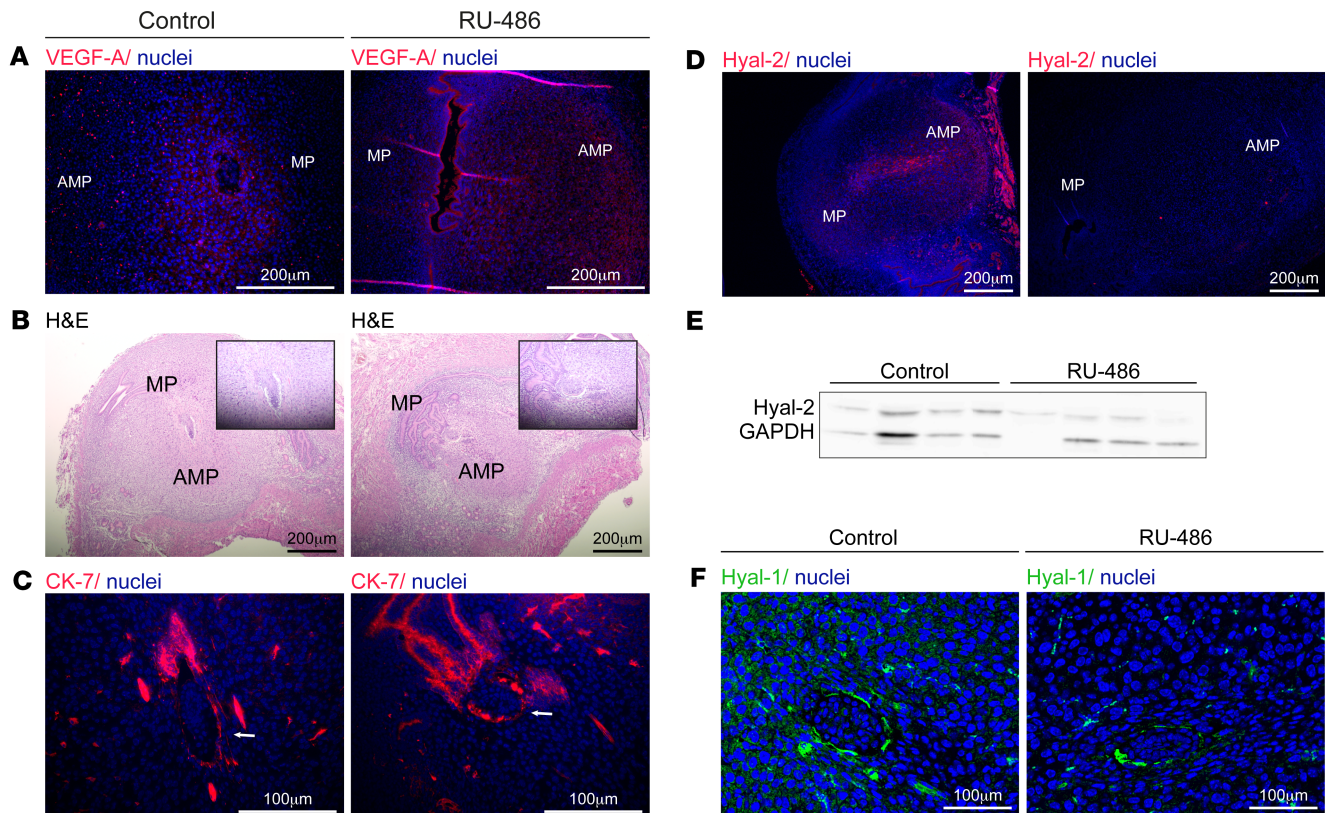 Control
RU-486
A
VEGF-A/ nuclei
VEGF-A/ nuclei
AMP
MP
200μm
MP
AMP
200μm
B
H&E
H&E
MP
AMP
200μm
MP
AMP
200μm
C
CK-7/ nuclei
CK-7/ nuclei
100μm
100μm
D
Hyal-2/ nuclei
Hyal-2/ nuclei
AMP
MP
200μm
AMP
MP
200μm
E
Control
RU-486
Hyal-2
GAPDH
Control
RU-486
F
Hyal-1/ nuclei
Hyal-1/ nuclei
100μm
100μm